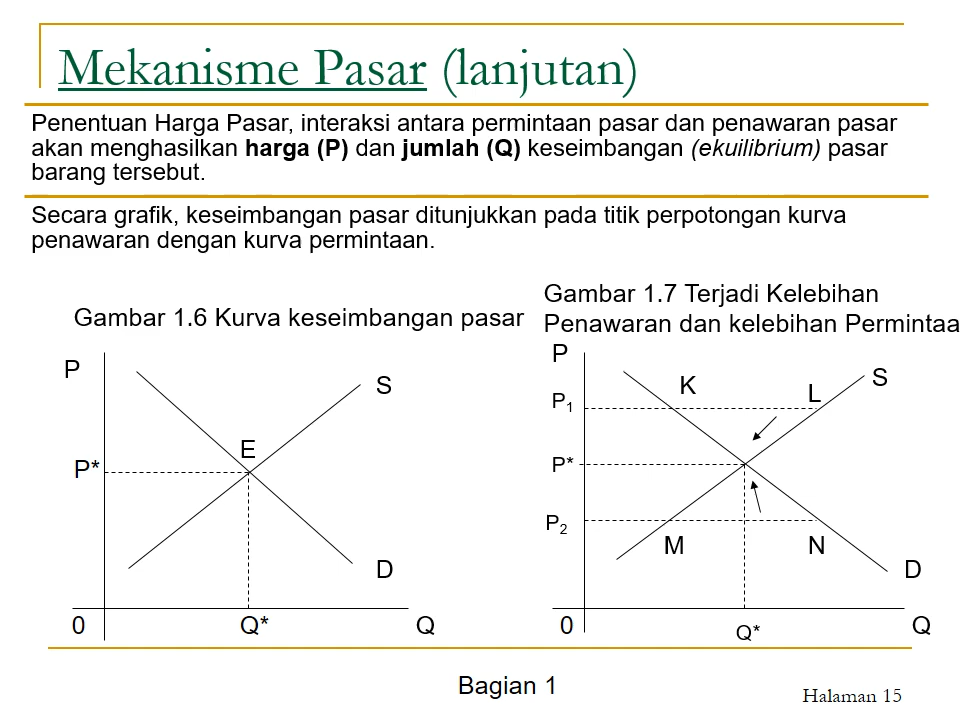 Mekanisme Pasar (lanjutan)
Penentuan Harga Pasar, interaksi antara permintaan pasar dan penawaran pasar
akan menghasilkan harga (P) dan jumlah (Q) keseimbangan (ekuilibrium) pasar
barang tersebut.
Secara grafik, keseimbangan pasar ditunjukkan pada titik perpotongan kurva
penawaran dengan kurva permintaan.
Gambar 1.6 Kurva keseimbangan pasar
P
S
E
P*
D
0
Q*
Q
Gambar 1.7 Terjadi Kelebihan
Penawaran dan kelebihan Permintaa
P
K
L
S
P1
P*
P2
M
N
D
0
Q*
Q
Bagian 1
Halaman 15